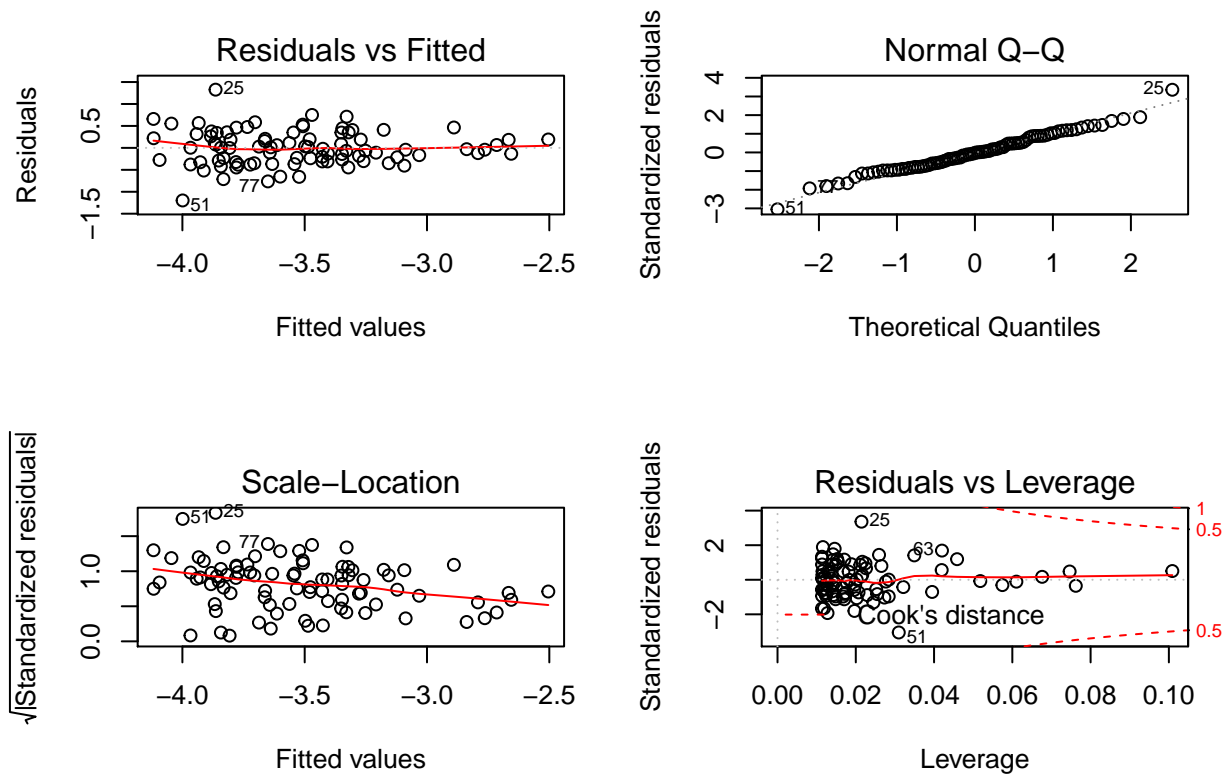 Residuals vs Fitted
Residuals
0.5
−1.5
25
77
51
−4.0 −3.5 −3.0 −2.5
Fitted values
Normal Q−Q
Standardized residuals
4
2
0
−3
25
51
−2 −1 0 1 2
Theoretical Quantiles
Scale−Location
√|Standardized residuals|
1.0
0.0
51
25
77
−4.0 −3.5 −3.0 −2.5
Fitted values
Residuals vs Leverage
Standardized residuals
2
0
−2
25
63
51
Cook's distance
1
0.5
0.5
0.00 0.02 0.04 0.06 0.08 0.10
Leverage